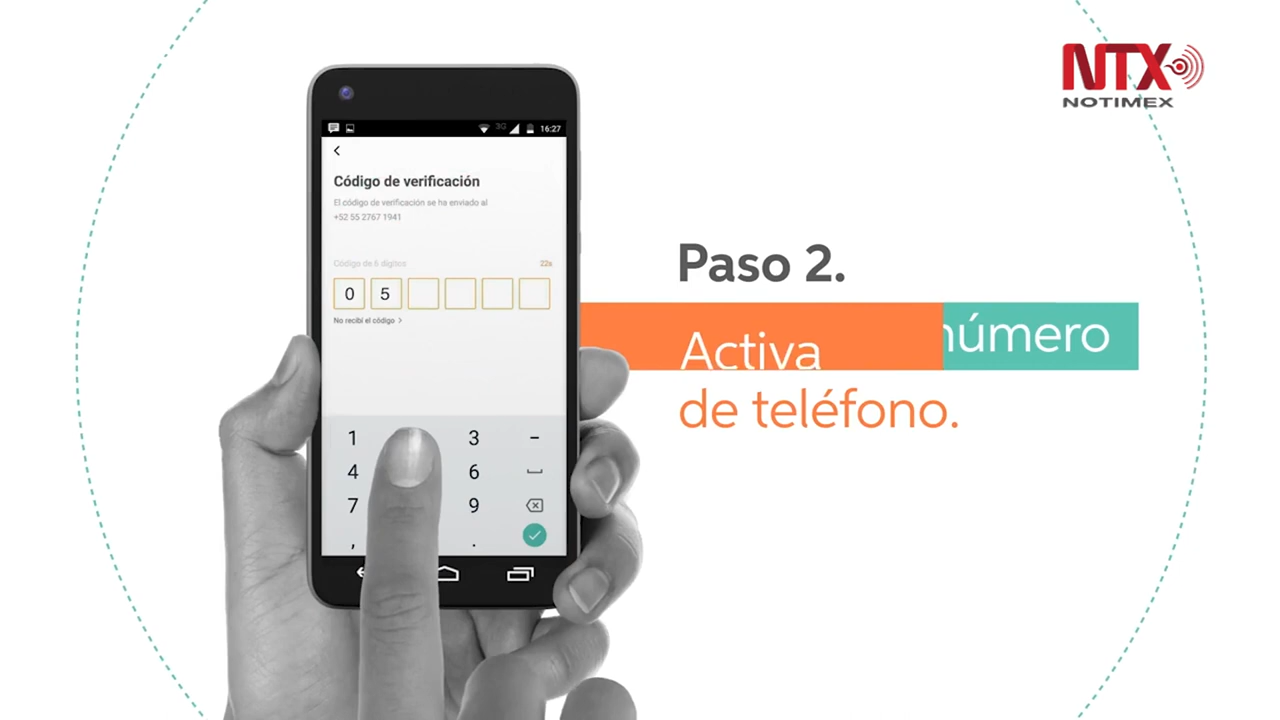 NTX
NOTIMEX
16:27
Código de verificación
El código de verificación se ha enviado al
+52 55 2767 1941
Código de 6 dígitos 22s
0 5
No recibí el código >
Paso 2.
Activa número
de teléfono.
1 3 -
4 6
7 9
, .